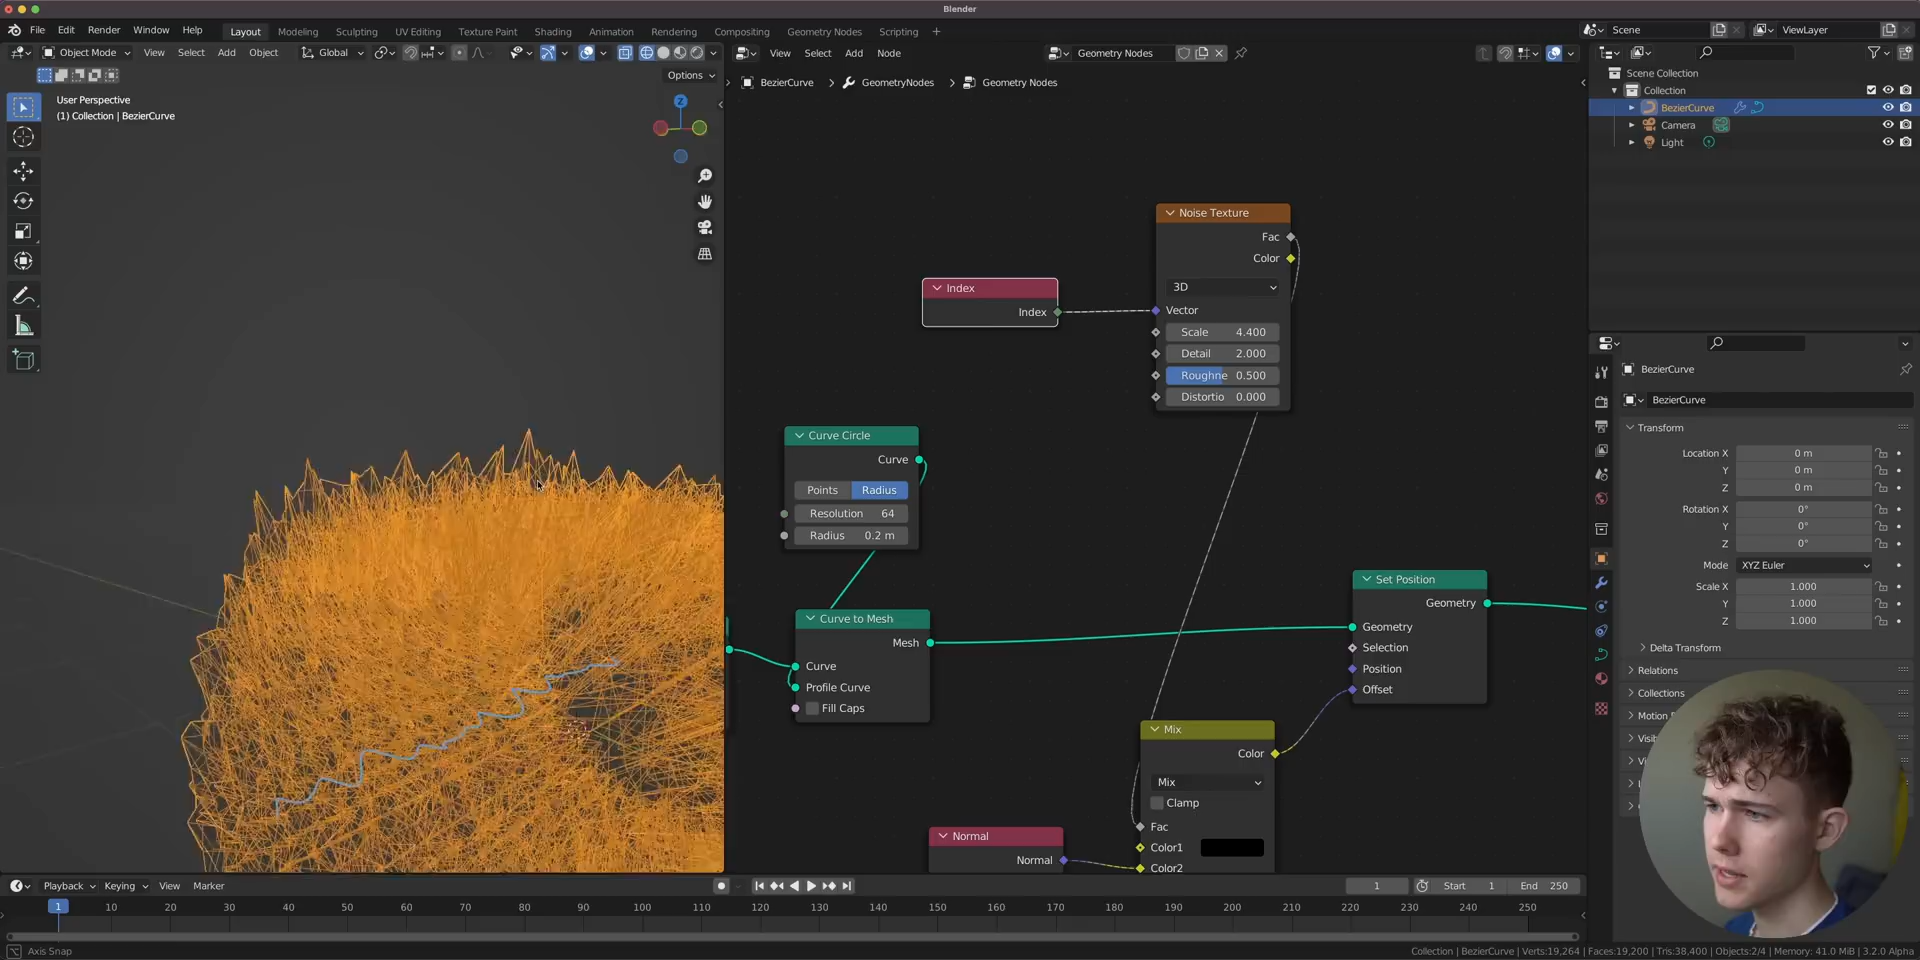 Blender
File Edit Render Window Help
Layout Modeling Sculpting UV Editing Texture Paint Shading Animation Rendering Compositing Geometry Nodes Scripting +
Scene
ViewLayer
Object Mode View Select Add Object Global
View Select Add Node Geometry Nodes
Options
BezierCurve > GeometryNodes > Geometry Nodes
User Perspective
(1) Collection | BezierCurve
Z
Scene Collection
Collection
BezierCurve
Camera
Light
Noise Texture
Fac
Color
3D
Vector
Scale 4.400
Detail 2.000
Roughne 0.500
Distortio 0.000
Index
Index
Curve Circle
Curve
Points Radius
Resolution 64
Radius 0.2 m
Curve to Mesh
Mesh
Curve
Profile Curve
Fill Caps
Set Position
Geometry
Geometry
Selection
Position
Offset
Mix
Color
Mix
Clamp
Fac
Color1
Color2
Normal
Normal
BezierCurve
BezierCurve
Transform
Location X 0 m
Y 0 m
Z 0 m
Rotation X 0°
Y 0°
Z 0°
Mode XYZ Euler
Scale X 1.000
Y 1.000
Z 1.000
Delta Transform
Relations
Collections
Playback Keying View Marker
1 Start 1 End 250
1 10 20 30 40 50 60 70 80 90 100 110 120 130 140 150 160 170 180 190 200 210 220 230 240 250
Axis Snap
Collection | BezierCurve | Verts:19,264 | Faces:19,200 | Tris:38,400 | Objects:2/4 | Memory: 41.0 MiB | 3.2.0 Alpha